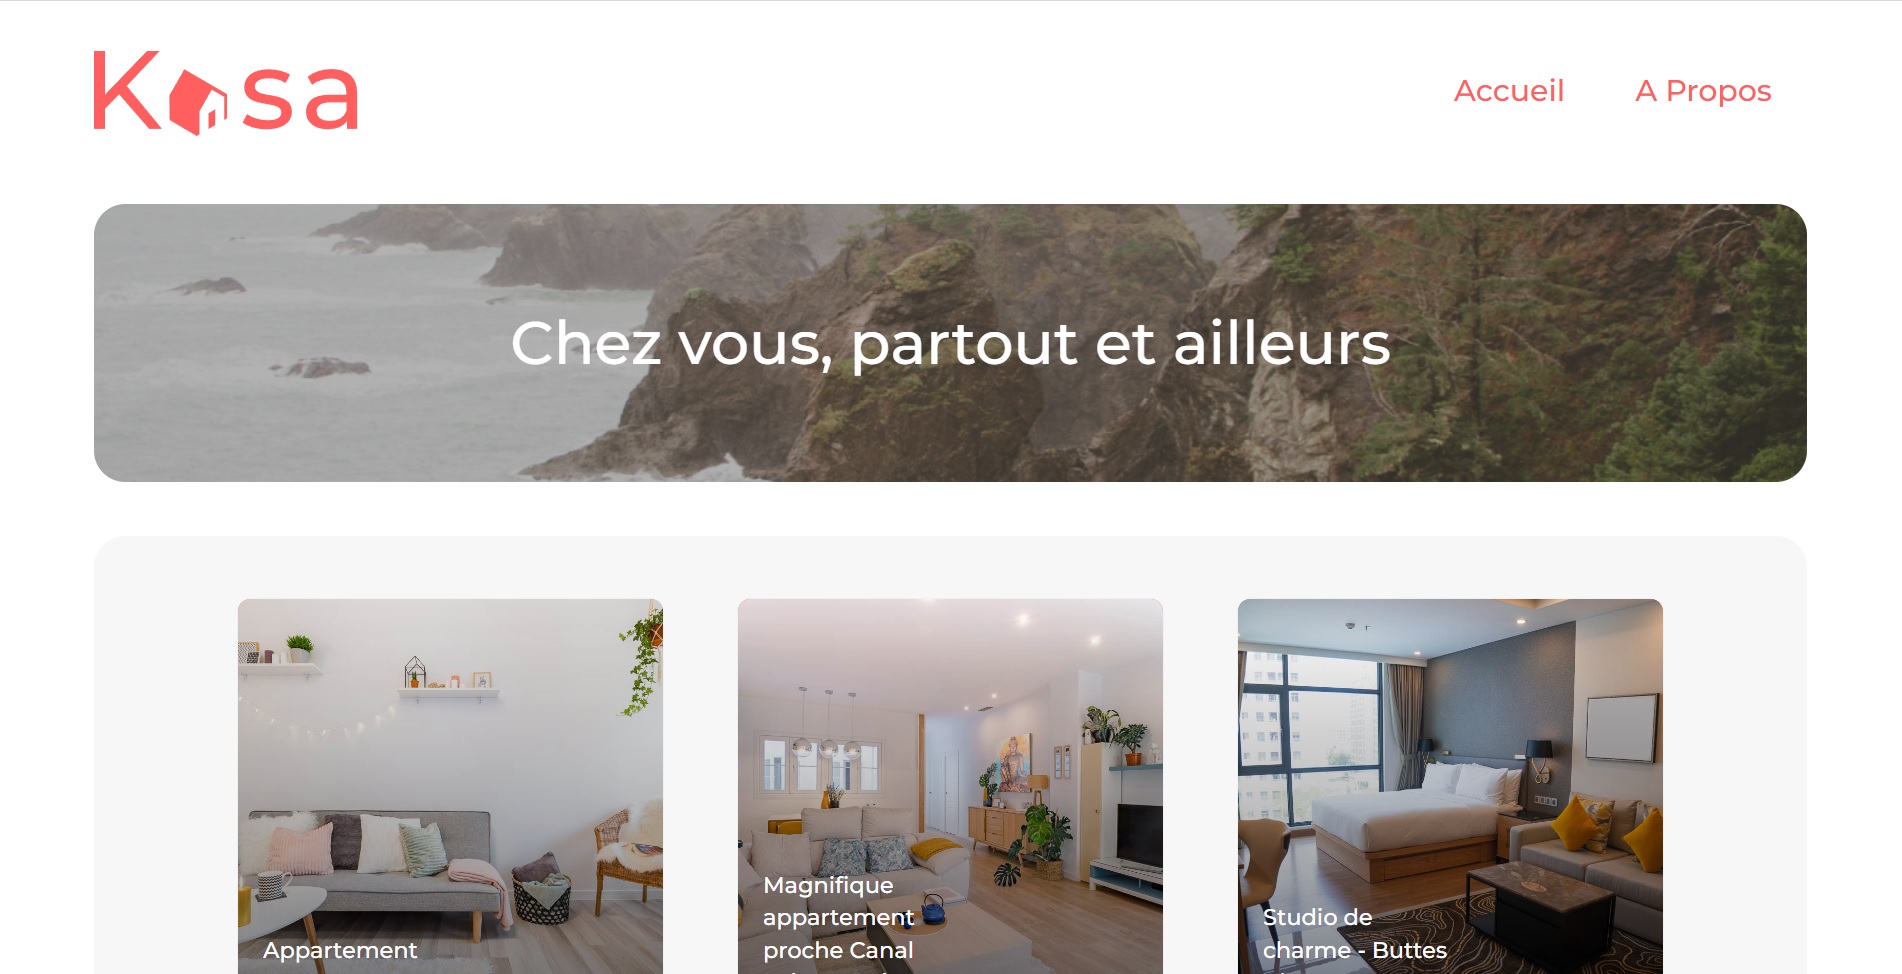 Kasa
Accueil A Propos
Chez vous, partout et ailleurs
Appartement
Magnifique
appartement
proche Canal
Studio de
charme - Buttes